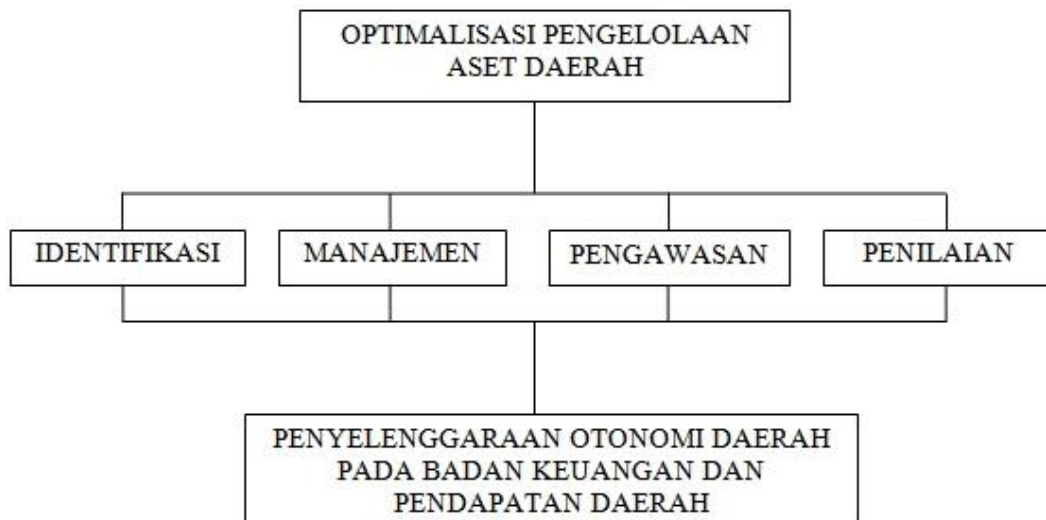 OPTIMALISASI PENGELOLAAN
ASET DAERAH
IDENTIFIKASI
MANAJEMEN
PENGAWASAN
PENILAIAN
PENYELENGGARAAN OTONOMI DAERAH
PADA BADAN KEUANGAN DAN
PENDAPATAN DAERAH